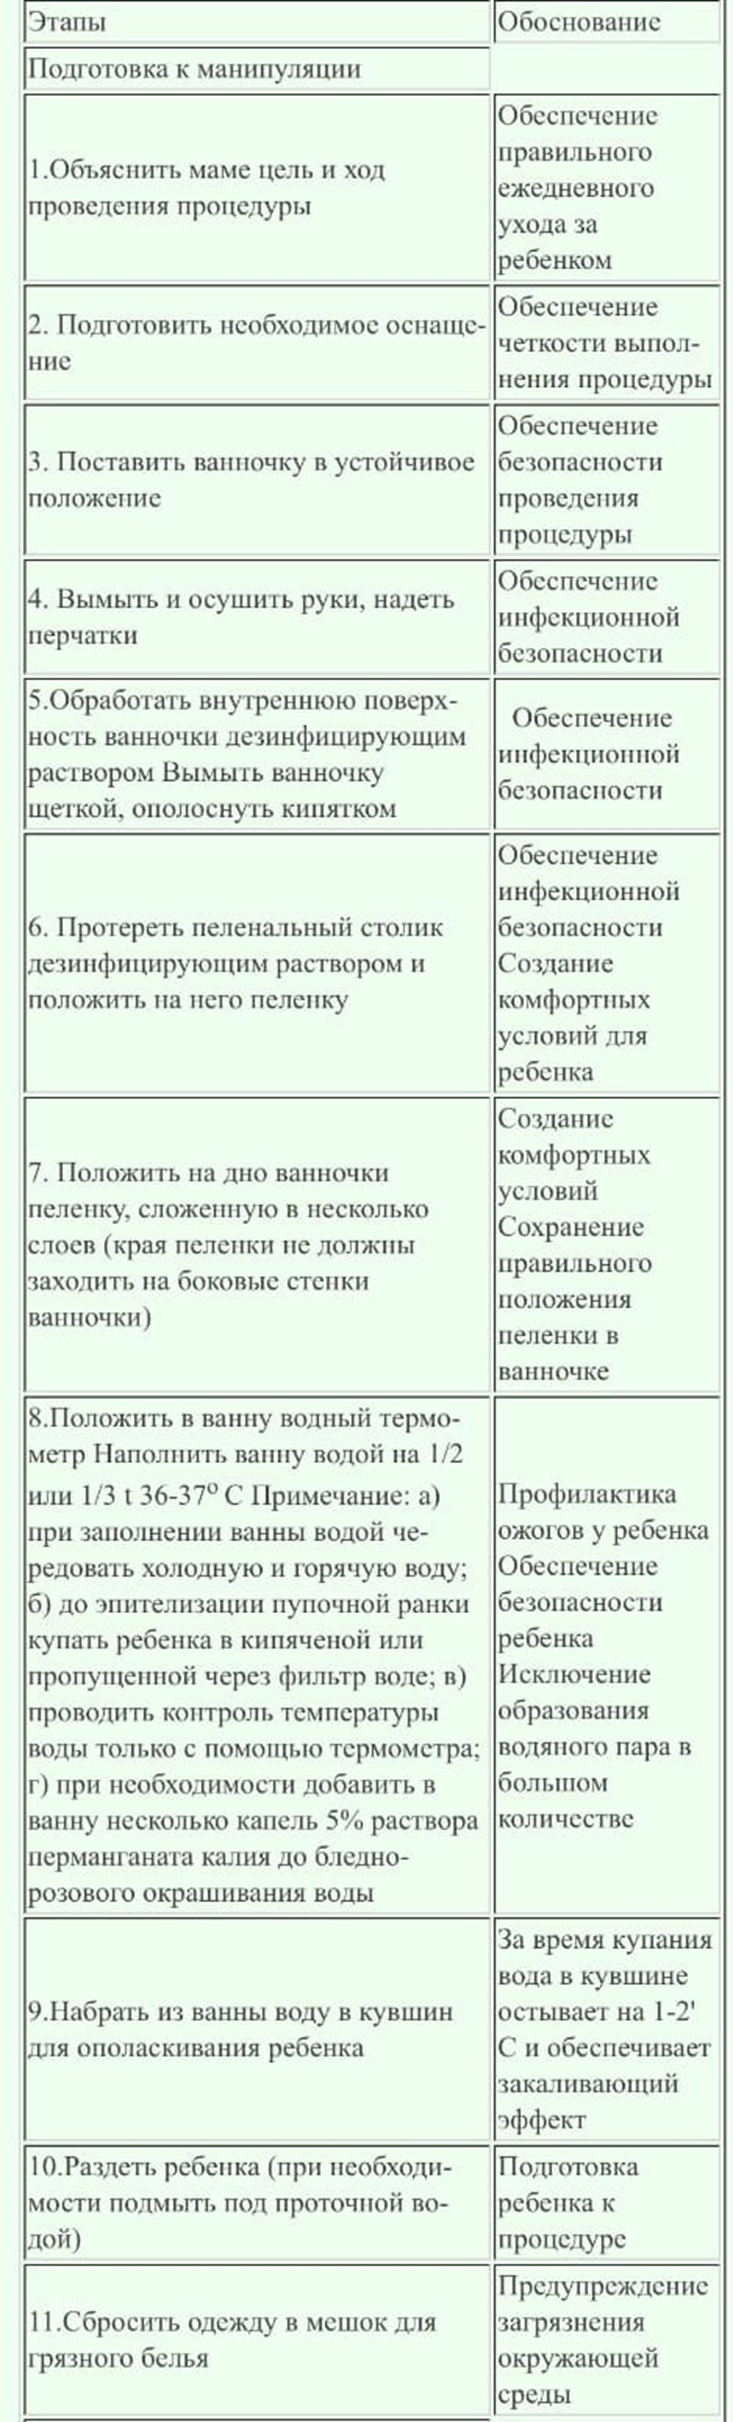 Этапы
Обоснование
Подготовка к манипуляции
1.Объяснить маме цель и ход
проведения процедуры
Обеспечение
правильного
ежедневного
ухода за
ребенком
2. Подготовить необходимое оснаще-
ние
Обеспечение
четкости выпол-
нения процедуры
3. Поставить ванночку в устойчивое
положение
Обеспечение
безопасности
проведения
процедуры
4. Вымыть и осушить руки, надеть
перчатки
Обеспечение
инфекционной
безопасности
5.Обработать внутреннюю поверх-
ность ванночки дезинфицирующим
раствором Вымыть ванночку
щеткой, ополоснуть кипятком
Обеспечение
инфекционной
безопасности
6. Протереть пеленальный столик
дезинфицирующим раствором и
положить на него пеленку
Обеспечение
инфекционной
безопасности
Создание
комфортных
условий для
ребенка
7. Положить на дно ванночки
пеленку, сложенную в несколько
слоев (края пеленки не должны
заходить на боковые стенки
ванночки)
Создание
комфортных
условий
Сохранение
правильного
положения
пеленки в
ванночке
8.Положить в ванну водный термо-
метр Наполнить ванну водой на 1/2
или 1/3 t 36-37º С Примечание: а)
при заполнении ванны водой че-
редовать холодную и горячую воду;
б) до эпителизации пупочной ранки
купать ребенка в кипяченой или
пропущенной через фильтр воде; в)
проводить контроль температуры
воды только с помощью термометра;
г) при необходимости добавить в
ванну несколько капель 5% раствора
перманганата калия до бледно-
розового окрашивания воды
Профилактика
ожогов у ребенка
Обеспечение
безопасности
ребенка
Исключение
образования
водяного пара в
большом
количестве
9.Набрать из ванны воду в кувшин
для ополаскивания ребенка
За время купания
вода в кувшине
остывает на 1-2'
С и обеспечивает
закаливающий
эффект
10.Раздеть ребенка (при необходи-
мости подмыть под проточной во-
дой)
Подготовка
ребенка к
процедуре
11.Сбросить одежду в мешок для
грязного белья
Предупреждение
загрязнения
окружающей
среды